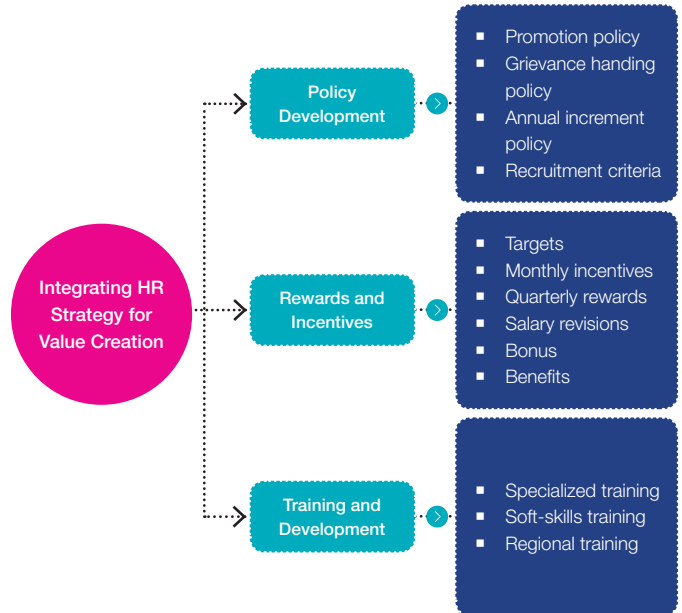 Integrating HR
Strategy for
Value Creation
Policy
Development
■ Promotion policy
■ Grievance handing
policy
■ Annual increment
policy
■ Recruitment criteria
Rewards and
Incentives
■ Targets
■ Monthly incentives
■ Quarterly rewards
■ Salary revisions
■ Bonus
■ Benefits
Training and
Development
■ Specialized training
■ Soft-skills training
■ Regional training